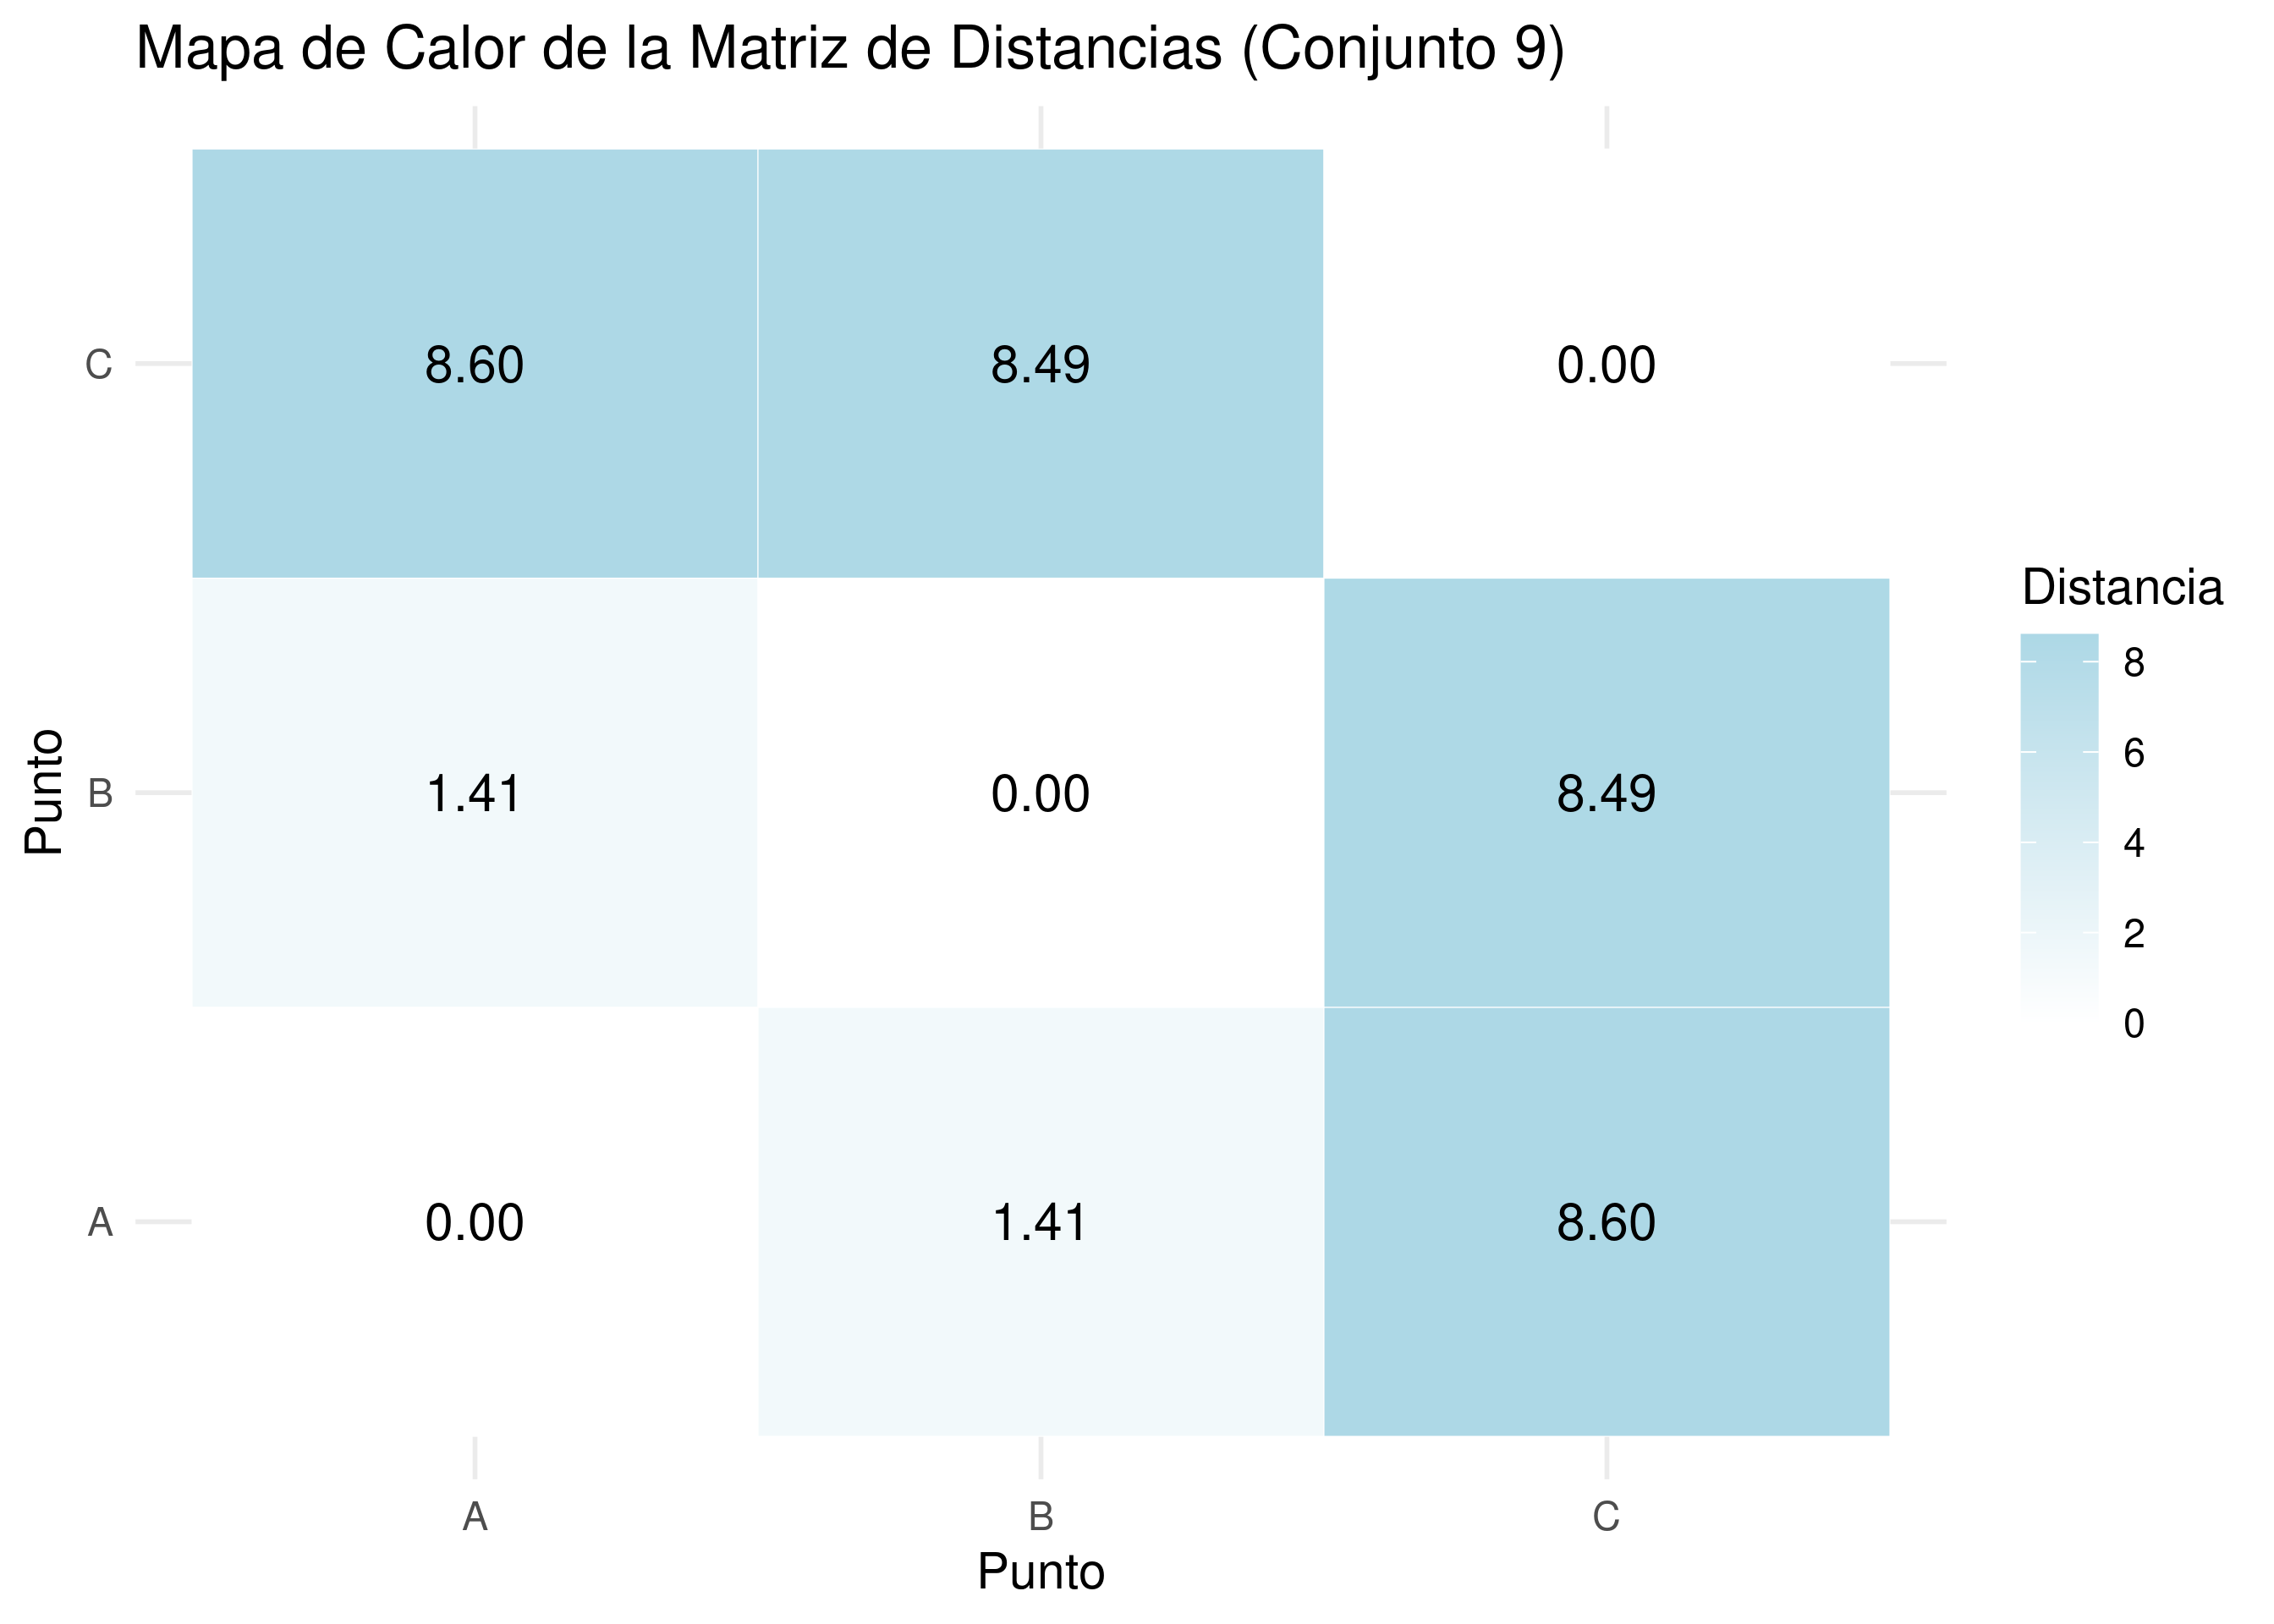 Mapa de Calor de la Matriz de Distancias (Conjunto 9)
C
8.60
8.49
0.00
B
1.41
0.00
8.49
A
0.00
1.41
8.60
A
B
C
Punto
Punto
Distancia
8
6
4
2
0